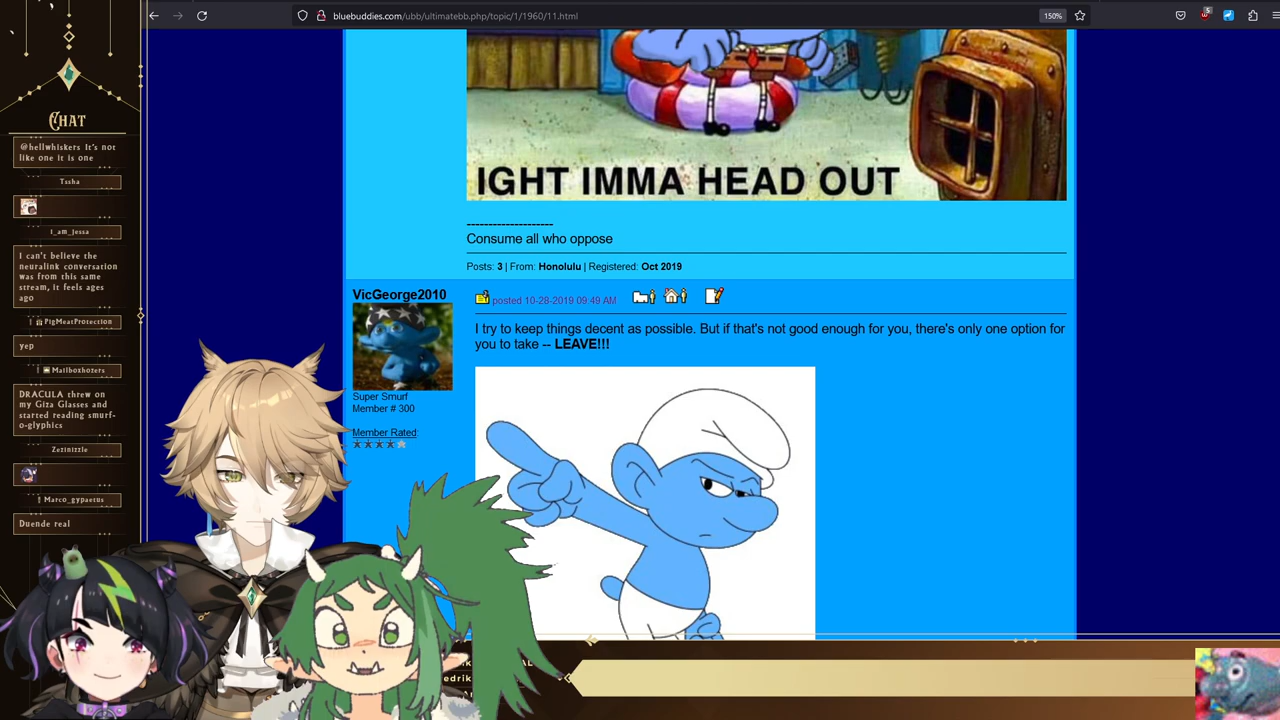 bluebuddies.com/ubb/ultimatebb.php/topic/1/1960/11.html
150%
5
CHAT
@hellwhiskers It's not
like one it is one
Tssha
i_am_jessa
I can't believe the
neuralink conversation
was from this same
stream, it feels ages
ago
PigMeatProtection
yep
Mailboxhozers
DRACULA threw on
my Giza Glasses and
started reading smurf-
o-glyphics
Zezinizzle
Marco_gypaetus
Duende real
IGHT IMMA HEAD OUT
--------------------
Consume all who oppose
Posts: 3 | From: Honolulu | Registered: Oct 2019
VicGeorge2010
Super Smurf
Member # 300
Member Rated:
posted 10-28-2019 09:49 AM
I try to keep things decent as possible. But if that's not good enough for you, there's only one option for
you to take -- LEAVE!!!